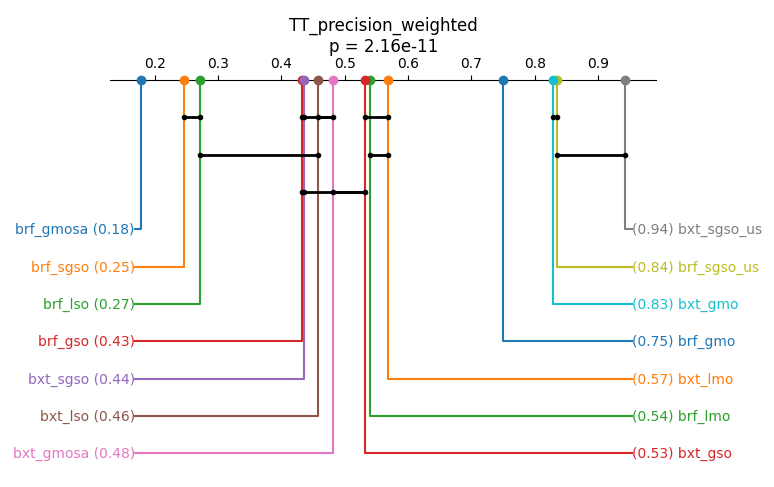 TT_precision_weighted
p = 2.16e-11
0.2 0.3 0.4 0.5 0.6 0.7 0.8 0.9
brf_gmosa (0.18) (0.94) bxt_sgso_us
brf_sgso (0.25) (0.84) brf_sgso_us
brf_lso (0.27) (0.83) bxt_gmo
brf_gso (0.43) (0.75) brf_gmo
bxt_sgso (0.44) (0.57) bxt_lmo
bxt_lso (0.46) (0.54) brf_lmo
bxt_gmosa (0.48) (0.53) bxt_gso